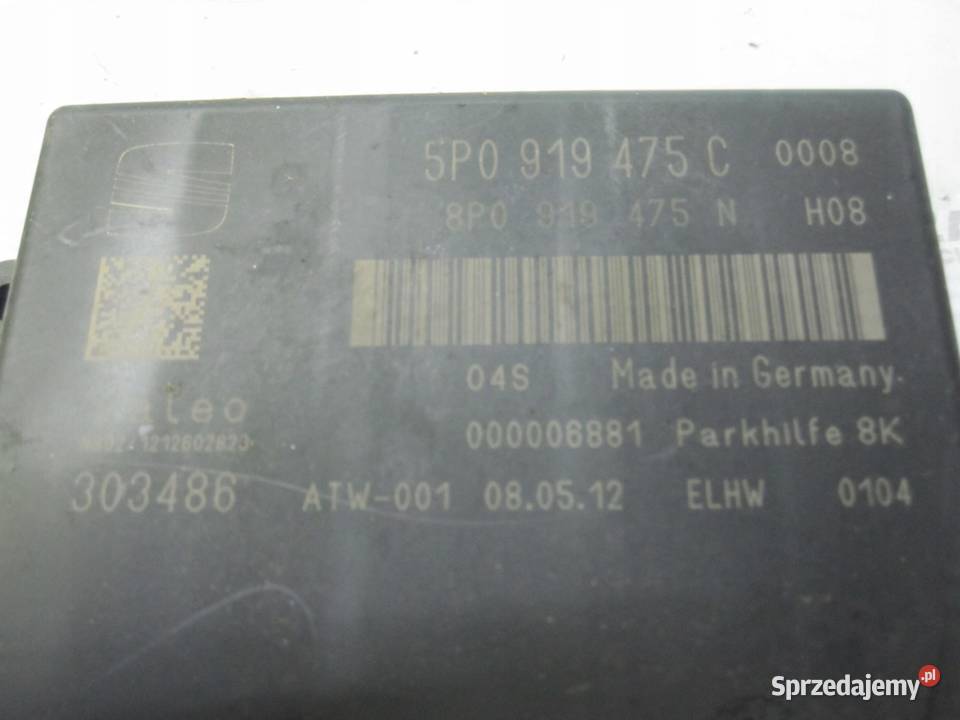 5P0 919 475 C 0008
8P0 919 475 N H08
04S Made in Germany.
000006881 Parkhilfe 8K
303486 ATW-001 08.05.12 ELHW 0104
Sprzedajemy.pl